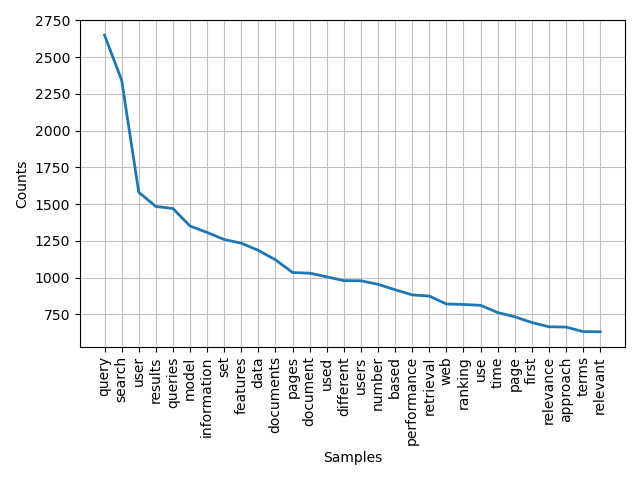 2750
2500
2250
2000
1750
1500
1250
1000
750
Counts
query
search
user
results
queries
model
information
set
features
data
documents
pages
document
used
different
users
number
based
performance
retrieval
web
ranking
use
time
page
first
relevance
approach
terms
relevant
Samples